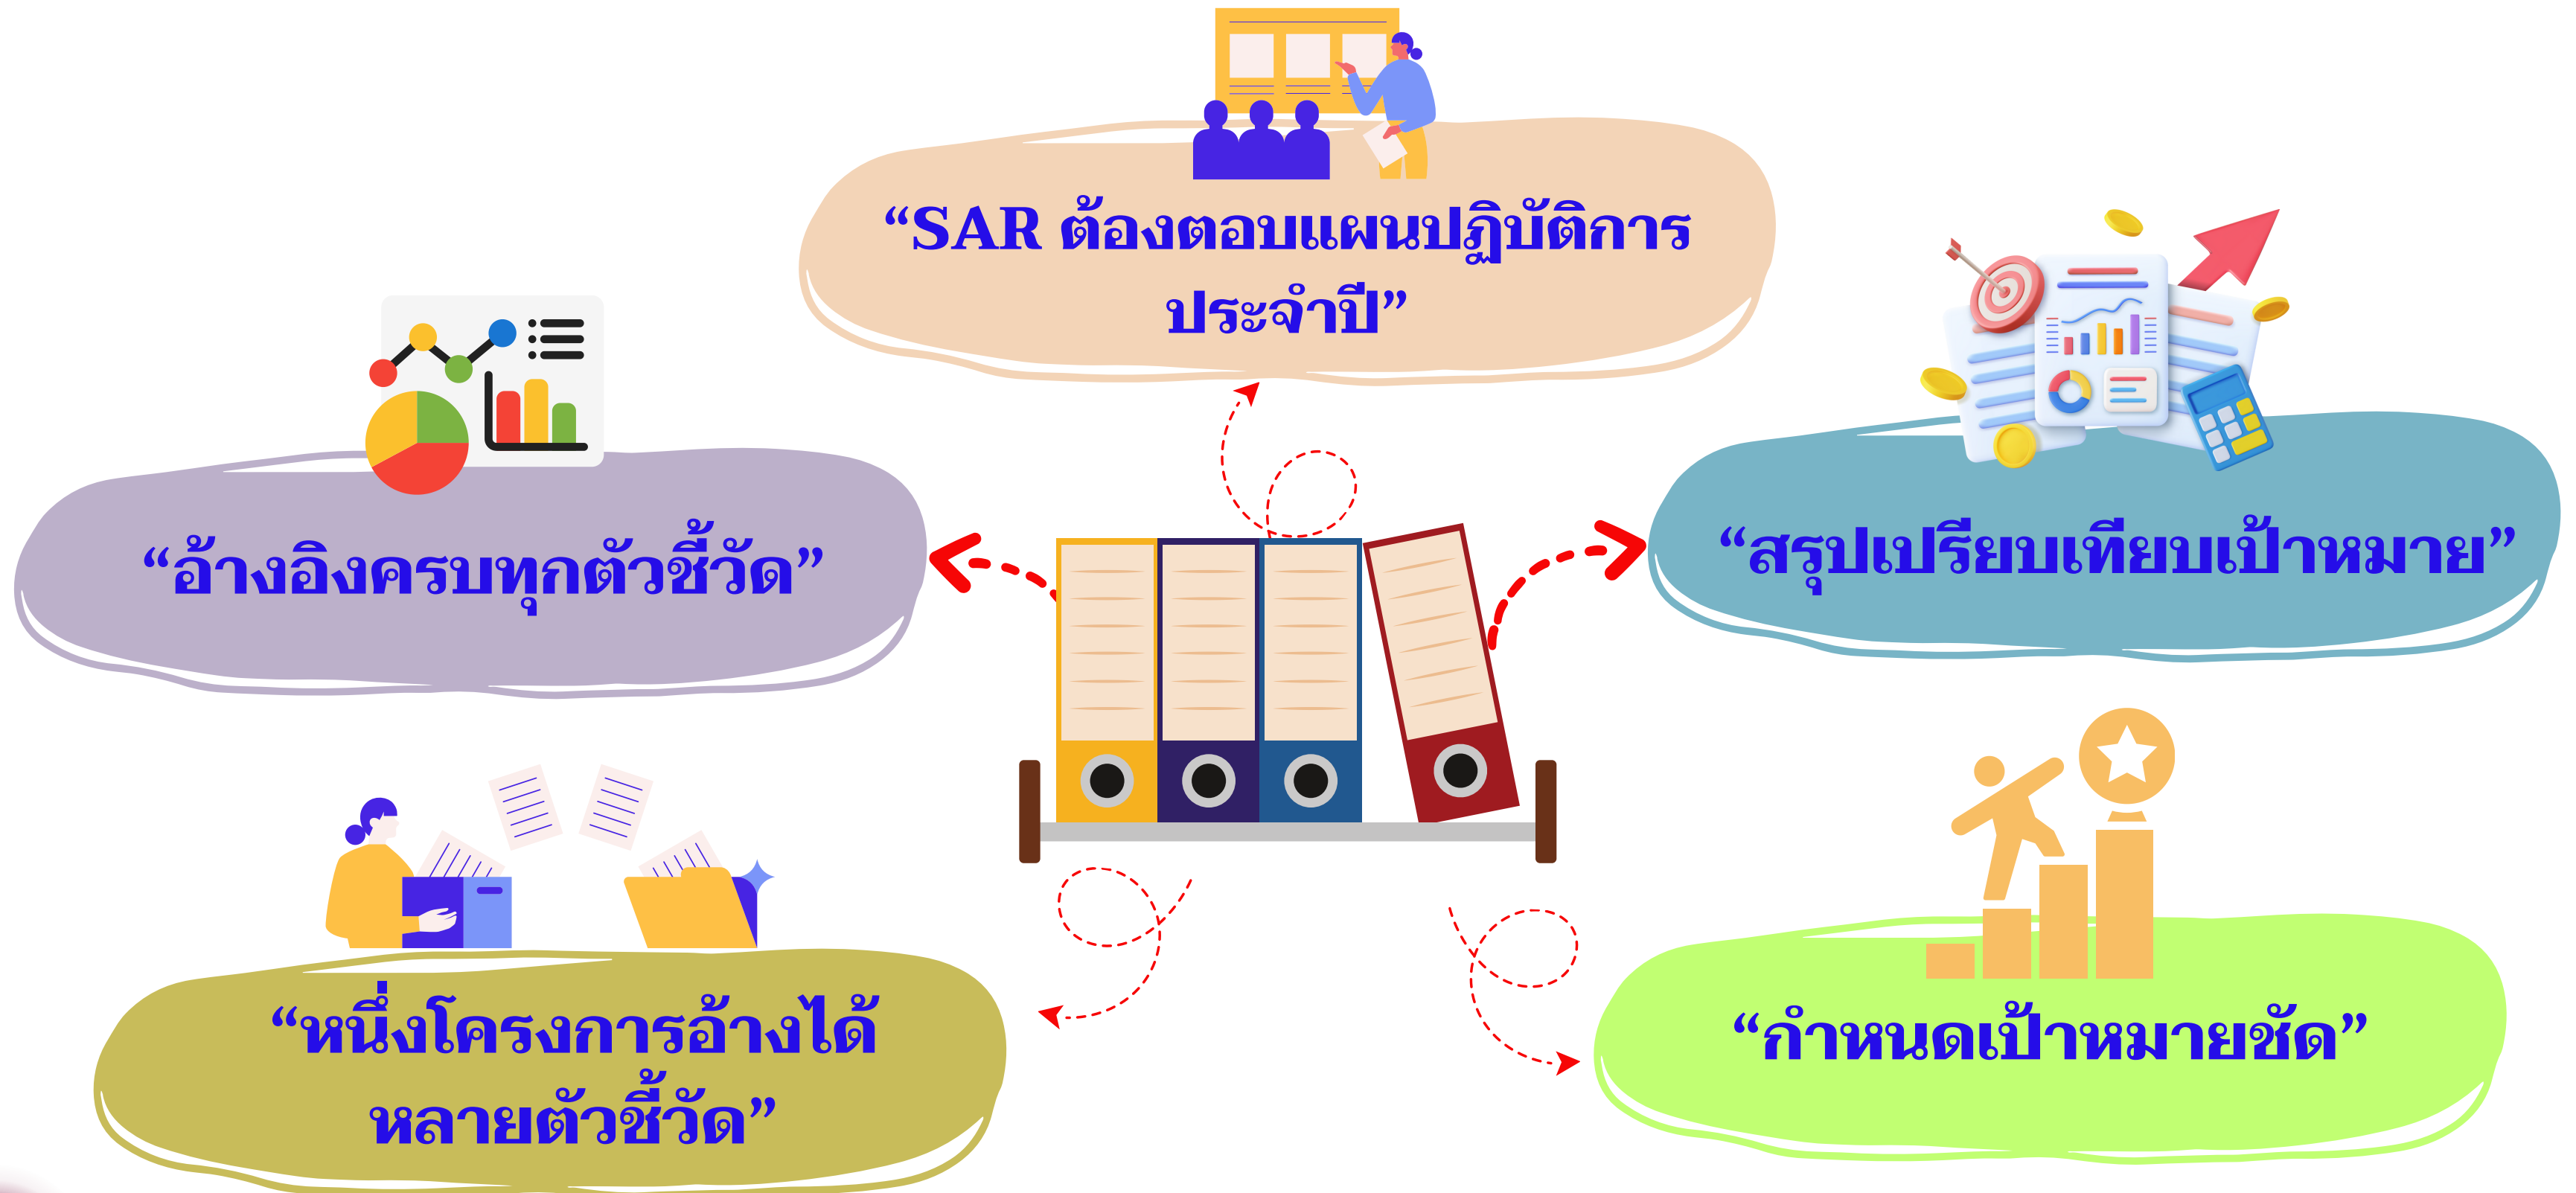 “SAR ต้องตอบแผนปฏิบัติการ
ประจำปี”
“อ้างอิงครบทุกตัวชี้วัด”
“สรุปเปรียบเทียบเป้าหมาย”
“หนึ่งโครงการอ้างได้
หลายตัวชี้วัด”
“กำหนดเป้าหมายชัด”